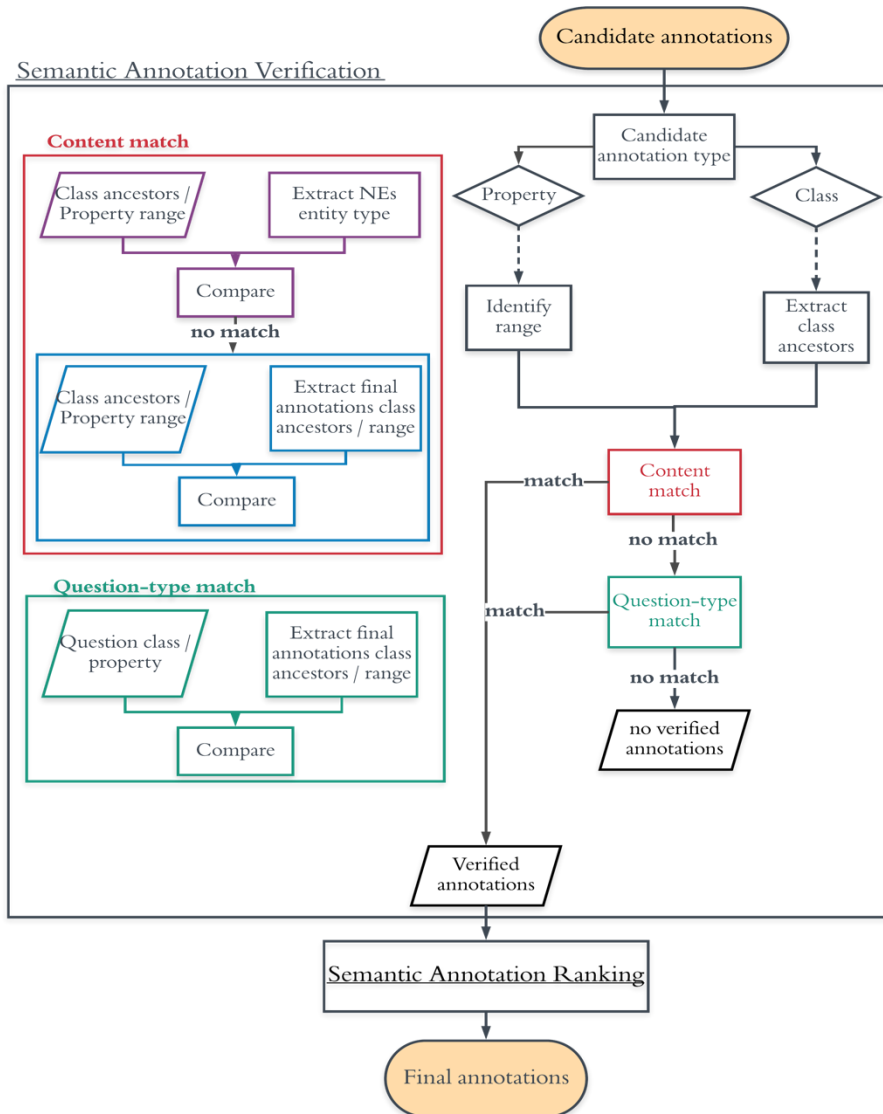 Candidate annotations
Semantic Annotation Verification
Content match
Class ancestors /
Property range
Extract NEs
entity type
Compare
no match
Class ancestors /
Property range
Extract final
annotations class
ancestors / range
Compare
Question-type match
Question class /
property
Extract final
annotations class
ancestors / range
Compare
Candidate
annotation type
Property
Class
Identify
range
Extract
class
ancestors
Content
match
match
no match
Question-type
match
match
no match
no verified
annotations
Verified
annotations
Semantic Annotation Ranking
Final annotations